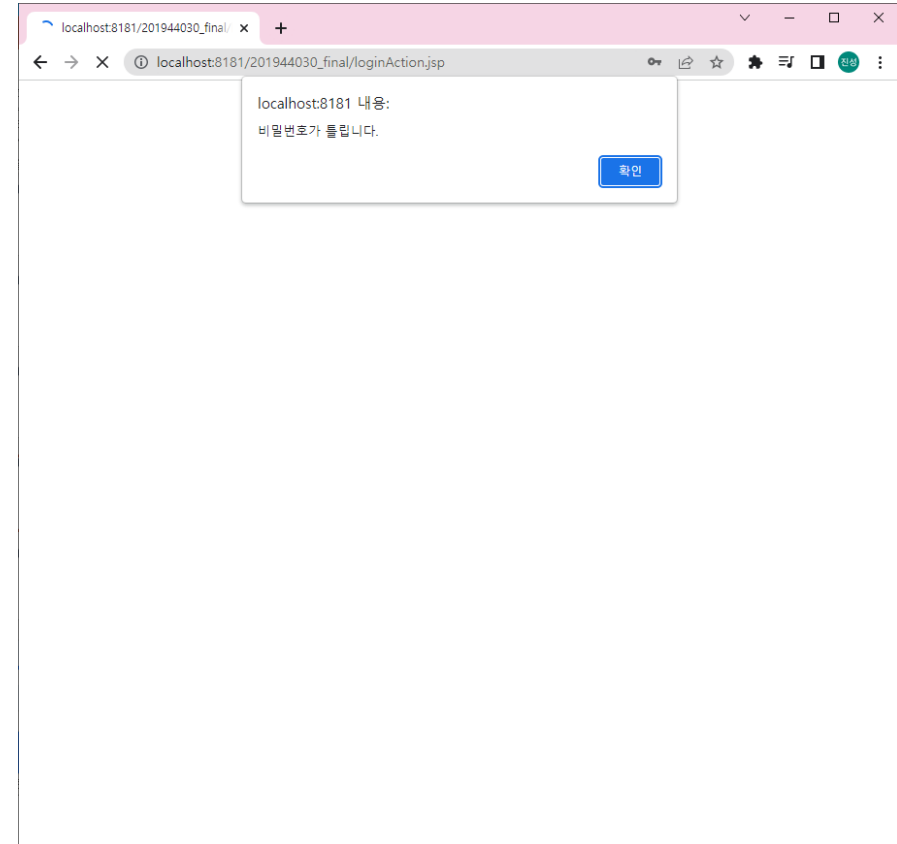 localhost:8181/201944030_final/
localhost:8181/201944030_final/loginAction.jsp
진성
localhost:8181 내용:
비밀번호가 틀립니다.
확인